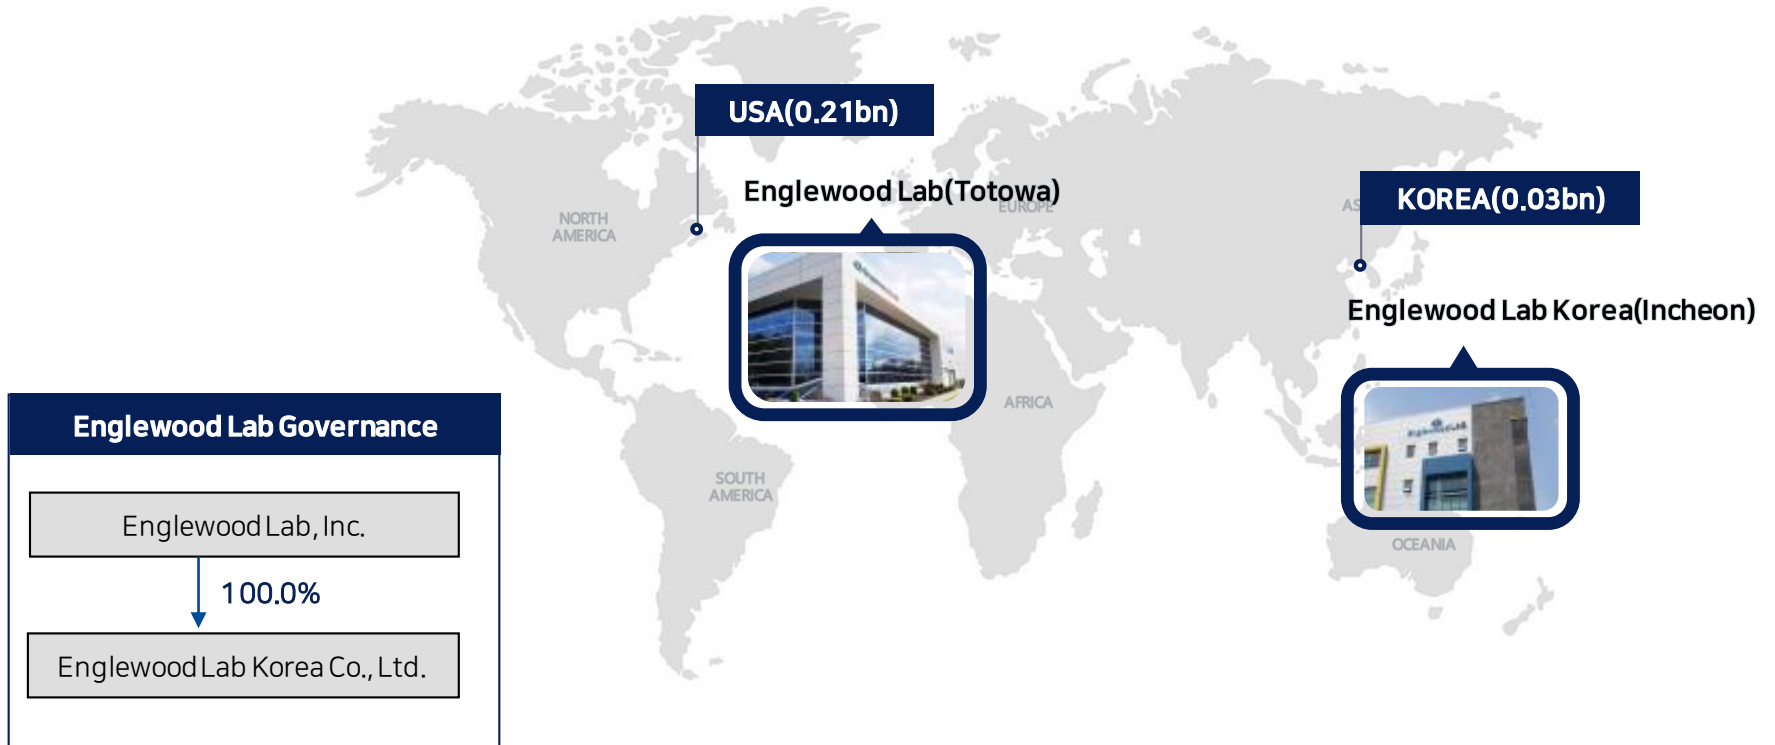 USA(0.21bn)
Englewood Lab(Totowa)
KOREA(0.03bn)
Englewood Lab Korea(Incheon)
NORTH
AMERICA
EUROPE
AFRICA
SOUTH
AMERICA
OCEANIA
Englewood Lab Governance
Englewood Lab, Inc.
100.0%
Englewood Lab Korea Co., Ltd.